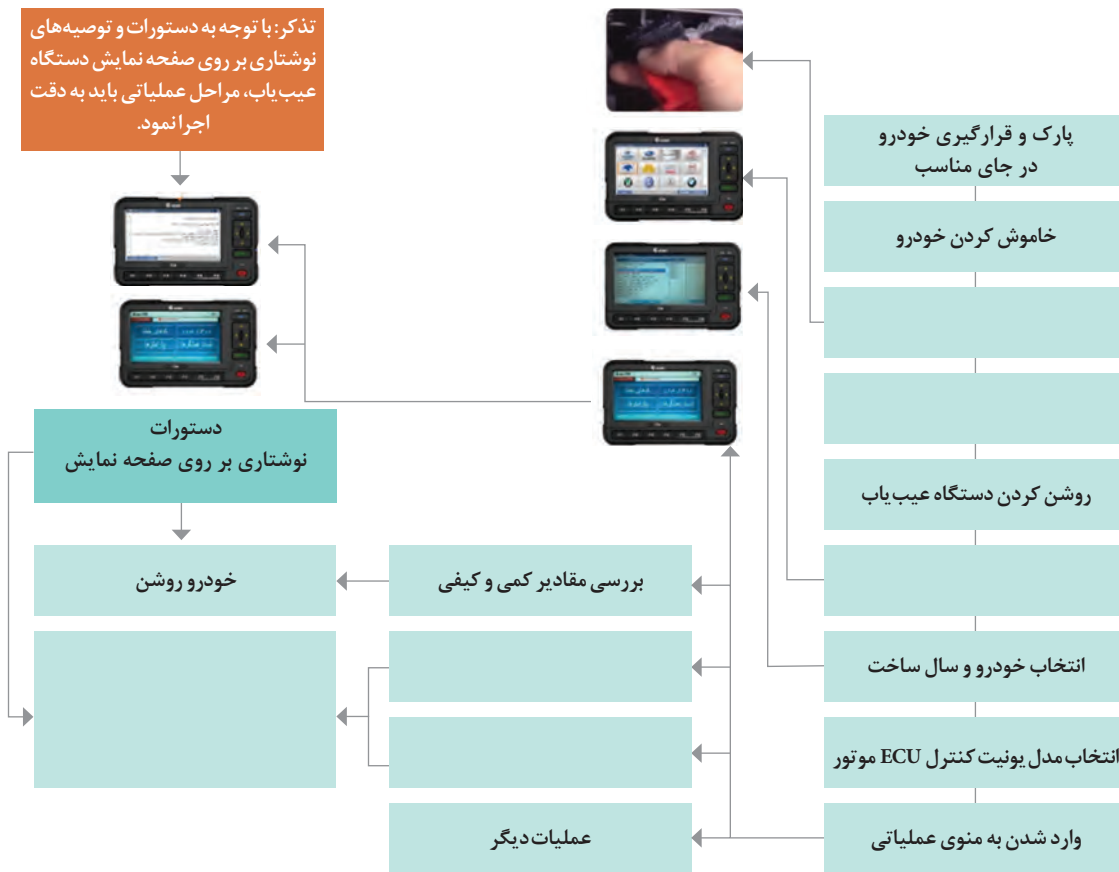 تذکر: با توجه به دستورات و توصیه‌های
نوشتاری بر روی صفحه نمایش دستگاه
عیب‌یاب، مراحل عملیاتی باید به دقت
اجرا نمود.
پارک و قرارگیری خودرو
در جای مناسب
خاموش کردن خودرو
روشن کردن دستگاه عیب‌یاب
انتخاب خودرو و سال ساخت
انتخاب مدل یونیت کنترل ECU موتور
وارد شدن به منوی عملیاتی
دستورات
نوشتاری بر روی صفحه نمایش
بررسی مقادیر کمی و کیفی
خودرو روشن
عملیات دیگر